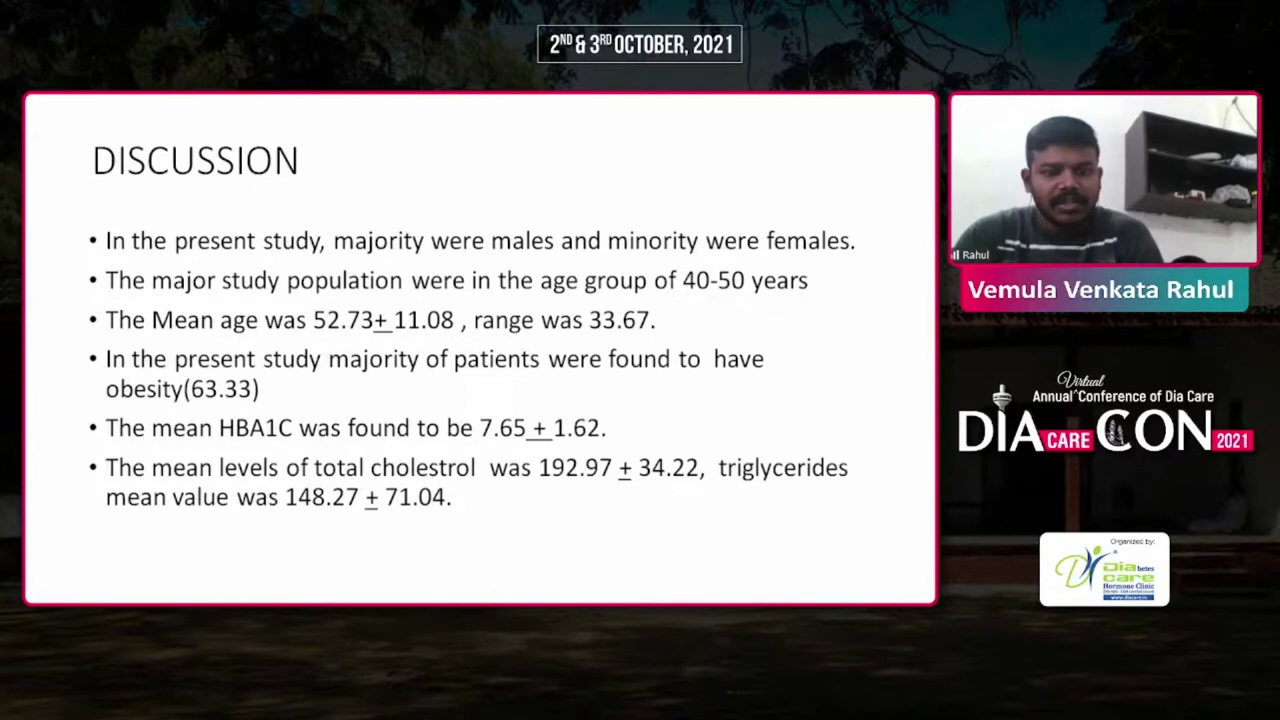 2ND & 3RD OCTOBER, 2021
DISCUSSION
• In the present study, majority were males and minority were females.
• The major study population were in the age group of 40-50 years
• The Mean age was 52.73+ 11.08 , range was 33.67.
• In the present study majority of patients were found to have
obesity(63.33)
• The mean HBA1C was found to be 7.65 + 1.62.
• The mean levels of total cholestrol was 192.97 + 34.22, triglycerides
mean value was 148.27 + 71.04.
Rahul
Vemula Venkata Rahul
Virtual
Annual^Conference of Dia Care
DIA CARE CON 2021
Organized by:
Diabetes
care
Hormone Clinic